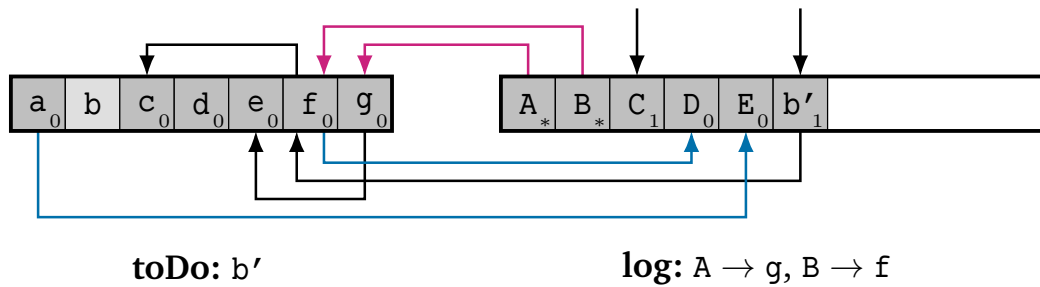 a₀ b c₀ d₀ e₀ f₀ g₀ A* B* C₁ D₀ E₀ b′₁
toDo: b′ log: A → g, B → f